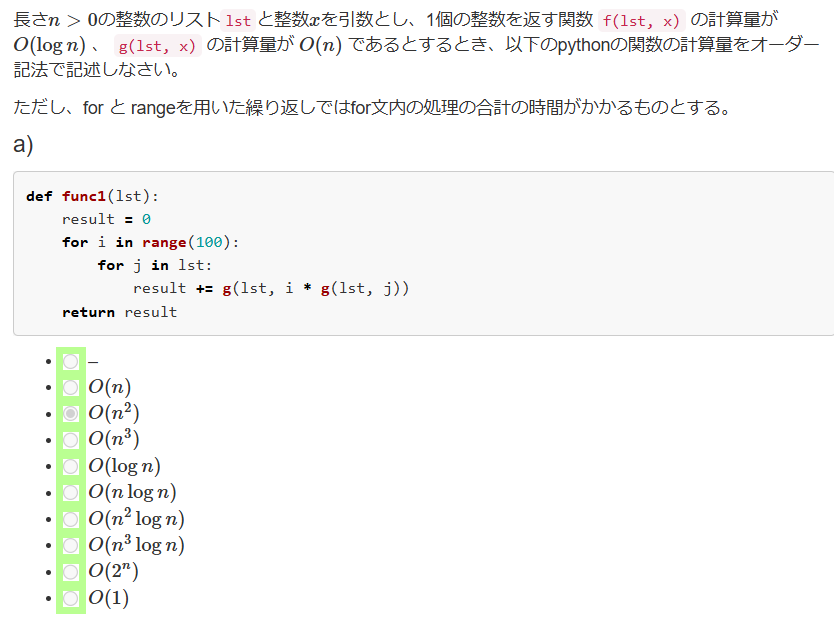 長さn > 0の整数のリスト lst と整数xを引数とし、1個の整数を返す関数 f(lst, x) の計算量が
O(log n) 、 g(lst, x) の計算量が O(n) であるとするとき、以下のpythonの関数の計算量をオーダー
記法で記述しなさい。
ただし、for と rangeを用いた繰り返しではfor文内の処理の合計の時間がかかるものとする。
a)
def func1(lst):
    result = 0
    for i in range(100):
        for j in lst:
            result += g(lst, i * g(lst, j))
    return result
–
O(n)
O(n²)
O(n³)
O(log n)
O(n log n)
O(n² log n)
O(n³ log n)
O(2ⁿ)
O(1)